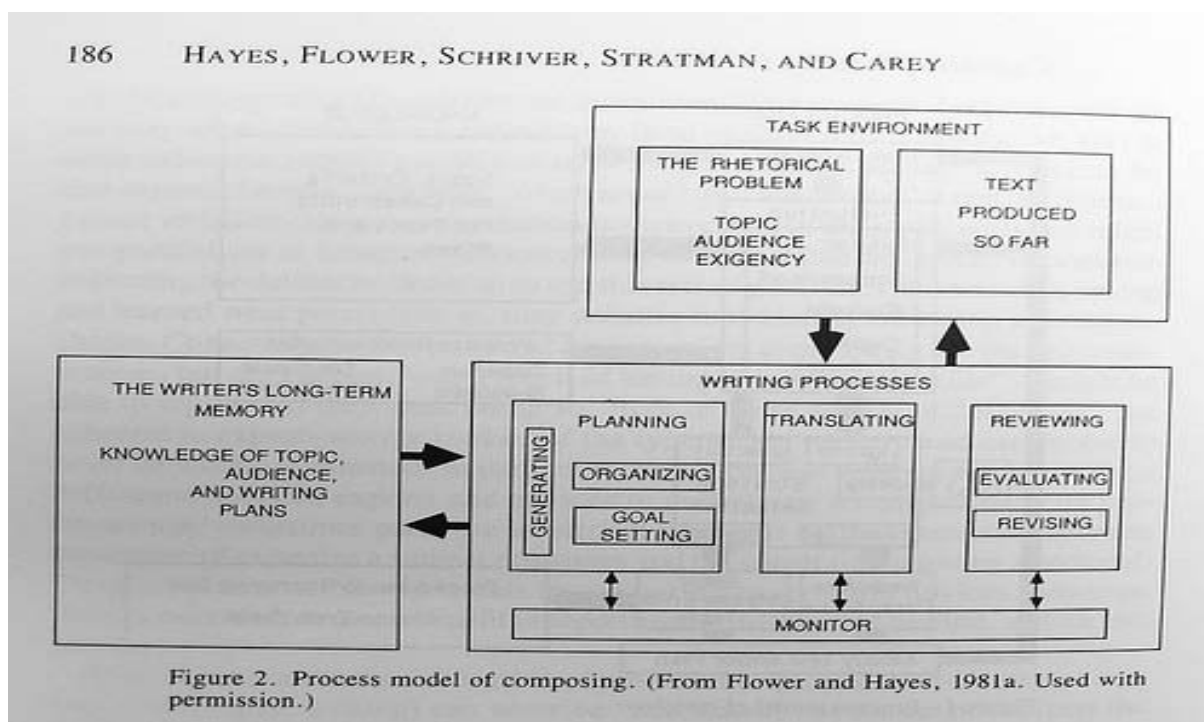 186 HAYES, FLOWER, SCHRIVER, STRATMAN, AND CAREY
TASK ENVIRONMENT
THE RHETORICAL
PROBLEM
TOPIC
AUDIENCE
EXIGENCY
TEXT
PRODUCED
SO FAR
THE WRITER'S LONG-TERM
MEMORY
KNOWLEDGE OF TOPIC,
AUDIENCE,
AND WRITING
PLANS
WRITING PROCESSES
PLANNING
GENERATING
ORGANIZING
GOAL
SETTING
TRANSLATING
REVIEWING
EVALUATING
REVISING
MONITOR
Figure 2. Process model of composing. (From Flower and Hayes, 1981a. Used with
permission.)